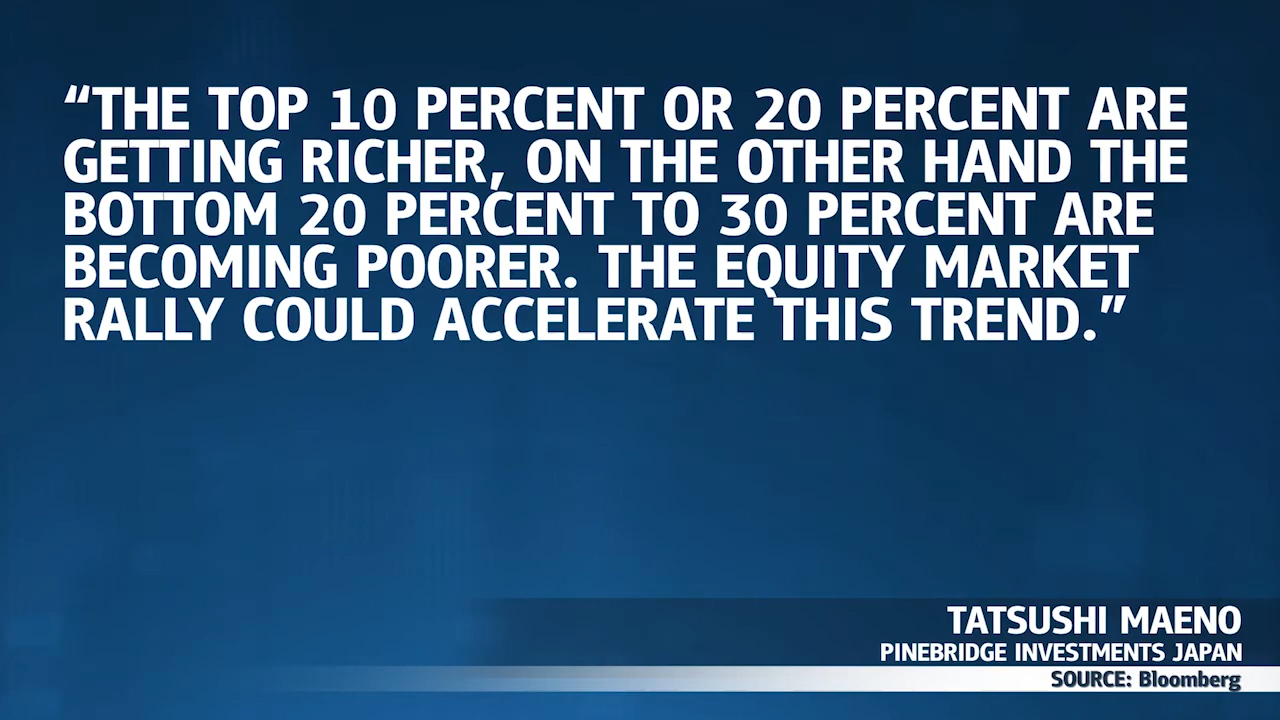 “THE TOP 10 PERCENT OR 20 PERCENT ARE
GETTING RICHER, ON THE OTHER HAND THE
BOTTOM 20 PERCENT TO 30 PERCENT ARE
BECOMING POORER. THE EQUITY MARKET
RALLY COULD ACCELERATE THIS TREND.”
TATSUSHI MAENO
PINEBRIDGE INVESTMENTS JAPAN
SOURCE: Bloomberg